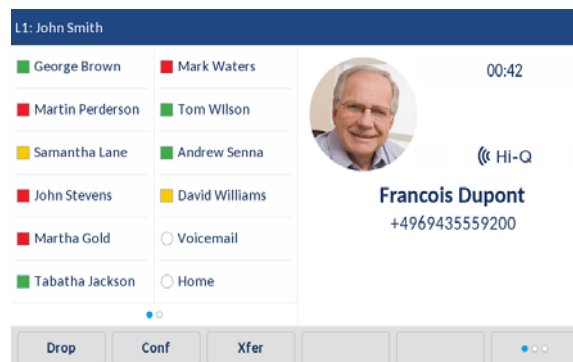 L1: John Smith
George Brown
Mark Waters
Martin Perderson
Tom WIlson
Samantha Lane
Andrew Senna
John Stevens
David Williams
Martha Gold
Voicemail
Tabatha Jackson
Home
00:42
Hi-Q
Francois Dupont
+4969435559200
Drop
Conf
Xfer